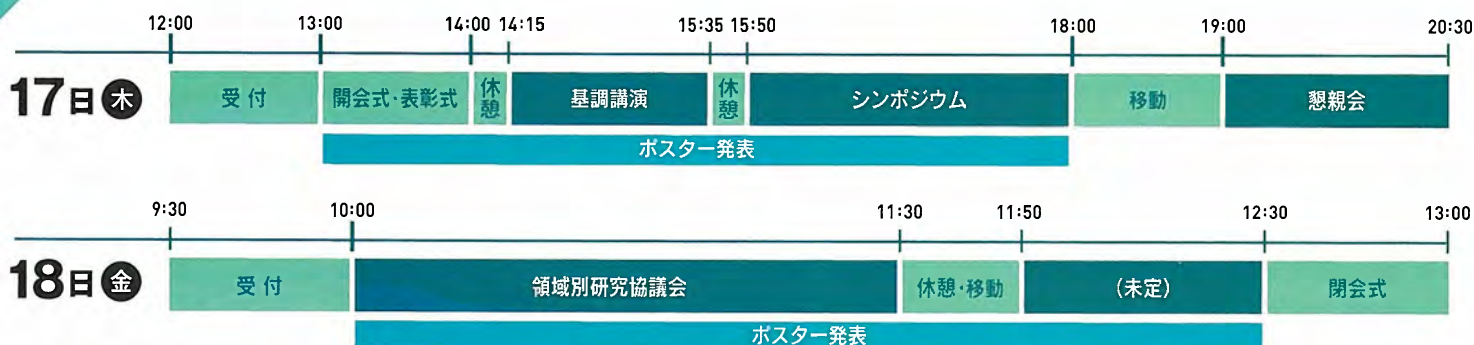 12:00 13:00 14:00 14:15 15:35 15:50 18:00 19:00 20:30
17日 木 受付 開会式・表彰式 休憩 基調講演 休憩 シンポジウム 移動 懇親会
ポスター発表
9:30 10:00 11:30 11:50 12:30 13:00
18日 金 受付 領域別研究協議会 休憩・移動 (未定) 閉会式
ポスター発表